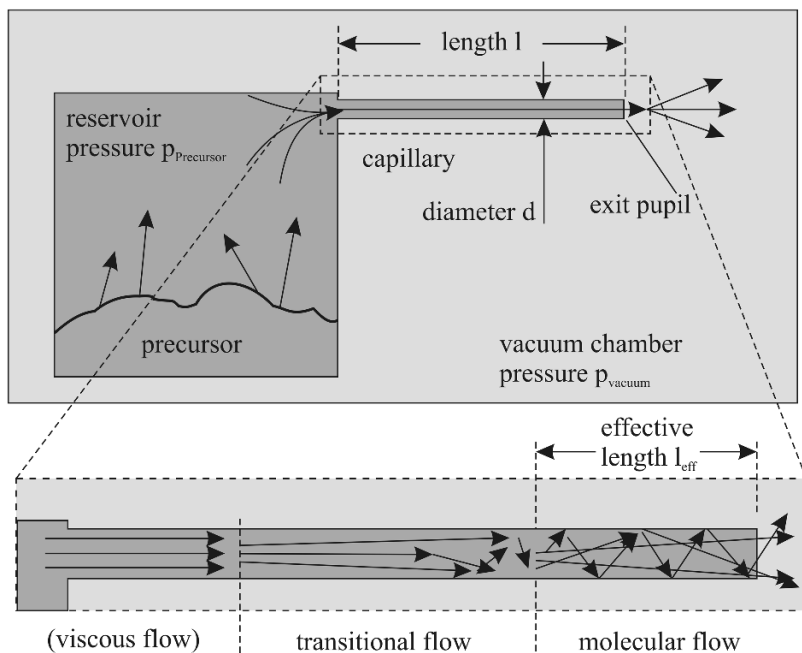 length l
reservoir
pressure pPrecursor
capillary
diameter d
exit pupil
precursor
vacuum chamber
pressure pvacuum
effective
length leff
(viscous flow)
transitional flow
molecular flow